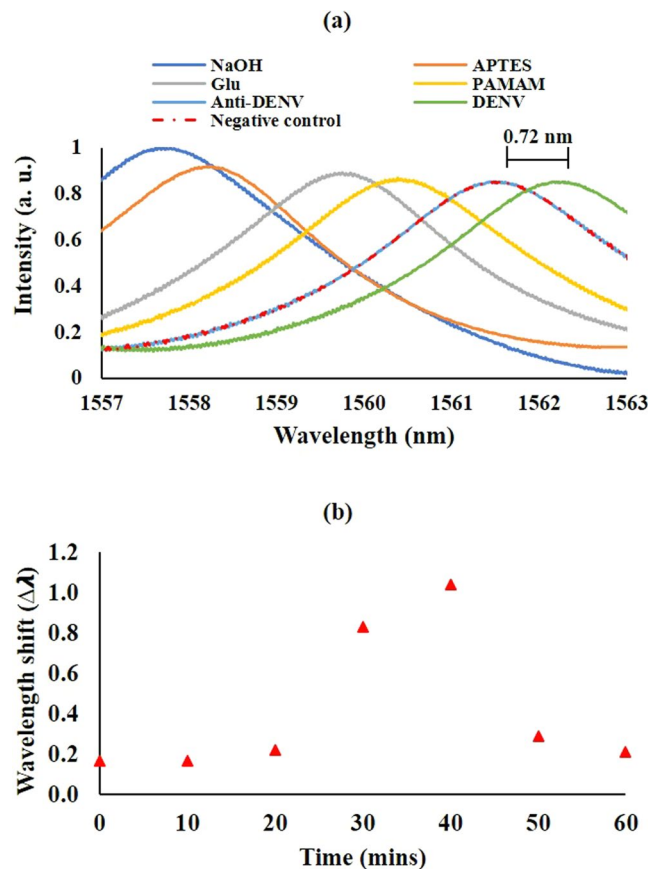 (a)
NaOH APTES
Glu PAMAM
Anti-DENV DENV
Negative control
0.72 nm
1
0.8
0.6
0.4
0.2
0
Intensity (a. u.)
1557 1558 1559 1560 1561 1562 1563
Wavelength (nm)
(b)
1.2
1.0
0.8
0.6
0.4
0.2
0.0
Wavelength shift (Δλ)
0 10 20 30 40 50 60
Time (mins)